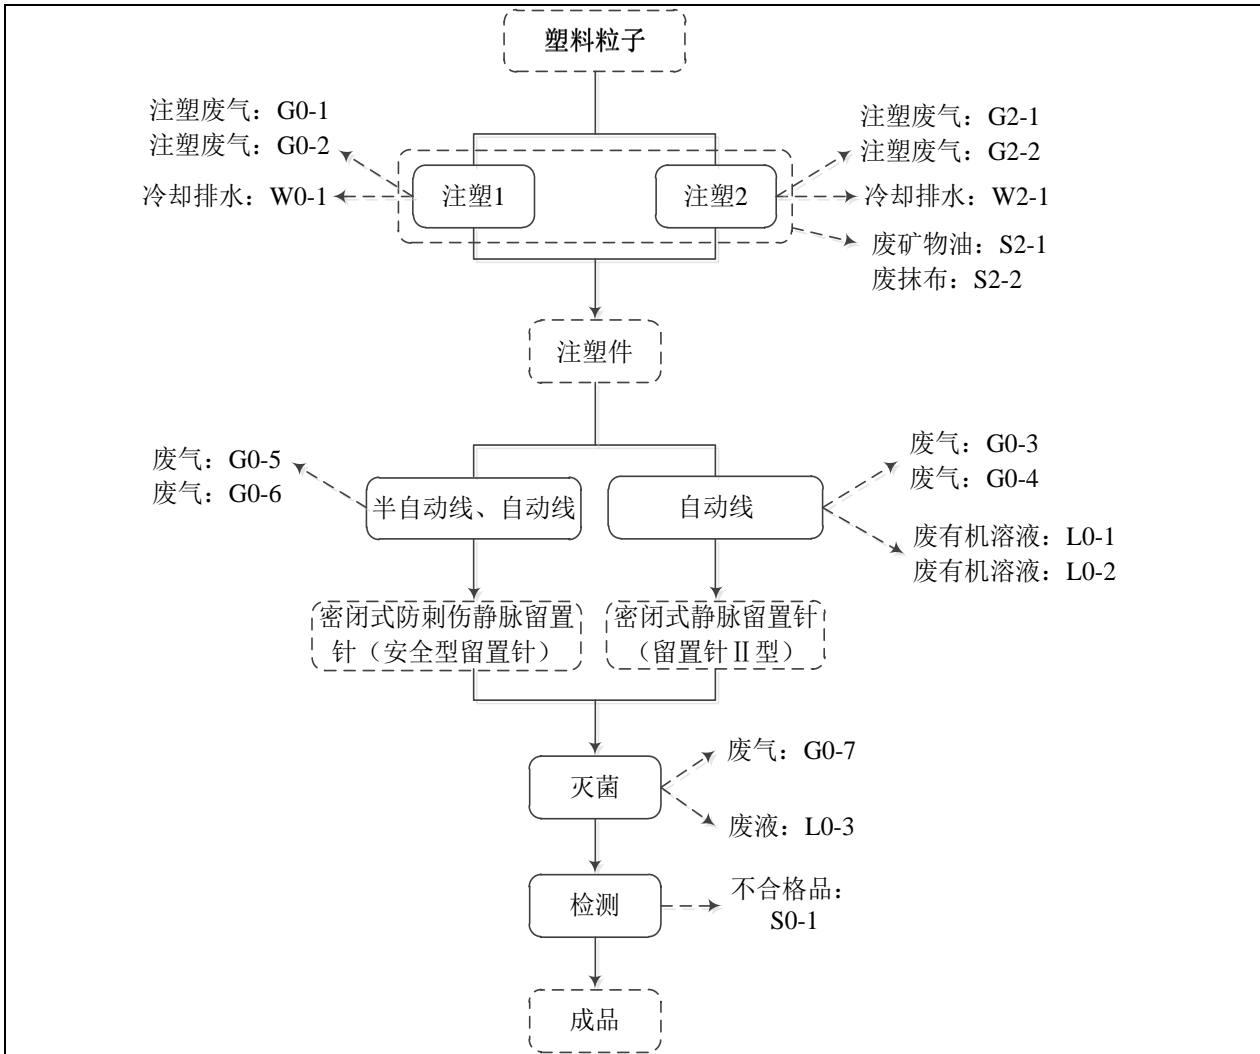 塑料粒子
注塑废气：G0-1
注塑废气：G0-2
冷却排水：W0-1
注塑1
注塑2
注塑废气：G2-1
注塑废气：G2-2
冷却排水：W2-1
废矿物油：S2-1
废抹布：S2-2
注塑件
废气：G0-5
废气：G0-6
半自动线、自动线
自动线
废气：G0-3
废气：G0-4
废有机溶液：L0-1
废有机溶液：L0-2
密闭式防刺伤静脉留置
针（安全型留置针）
密闭式静脉留置针
（留置针Ⅱ型）
灭菌
废气：G0-7
废液：L0-3
检测
不合格品：
S0-1
成品